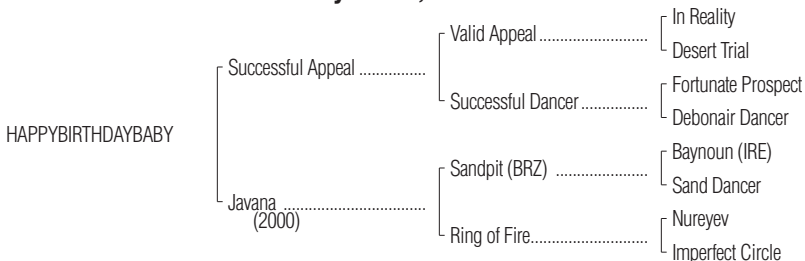 In Reality
Valid Appeal
Desert Trial
Successful Appeal
Fortunate Prospect
Successful Dancer
Debonair Dancer
HAPPYBIRTHDAYBABY
Baynoun (IRE)
Sandpit (BRZ)
Sand Dancer
Javana
(2000)
Nureyev
Ring of Fire
Imperfect Circle